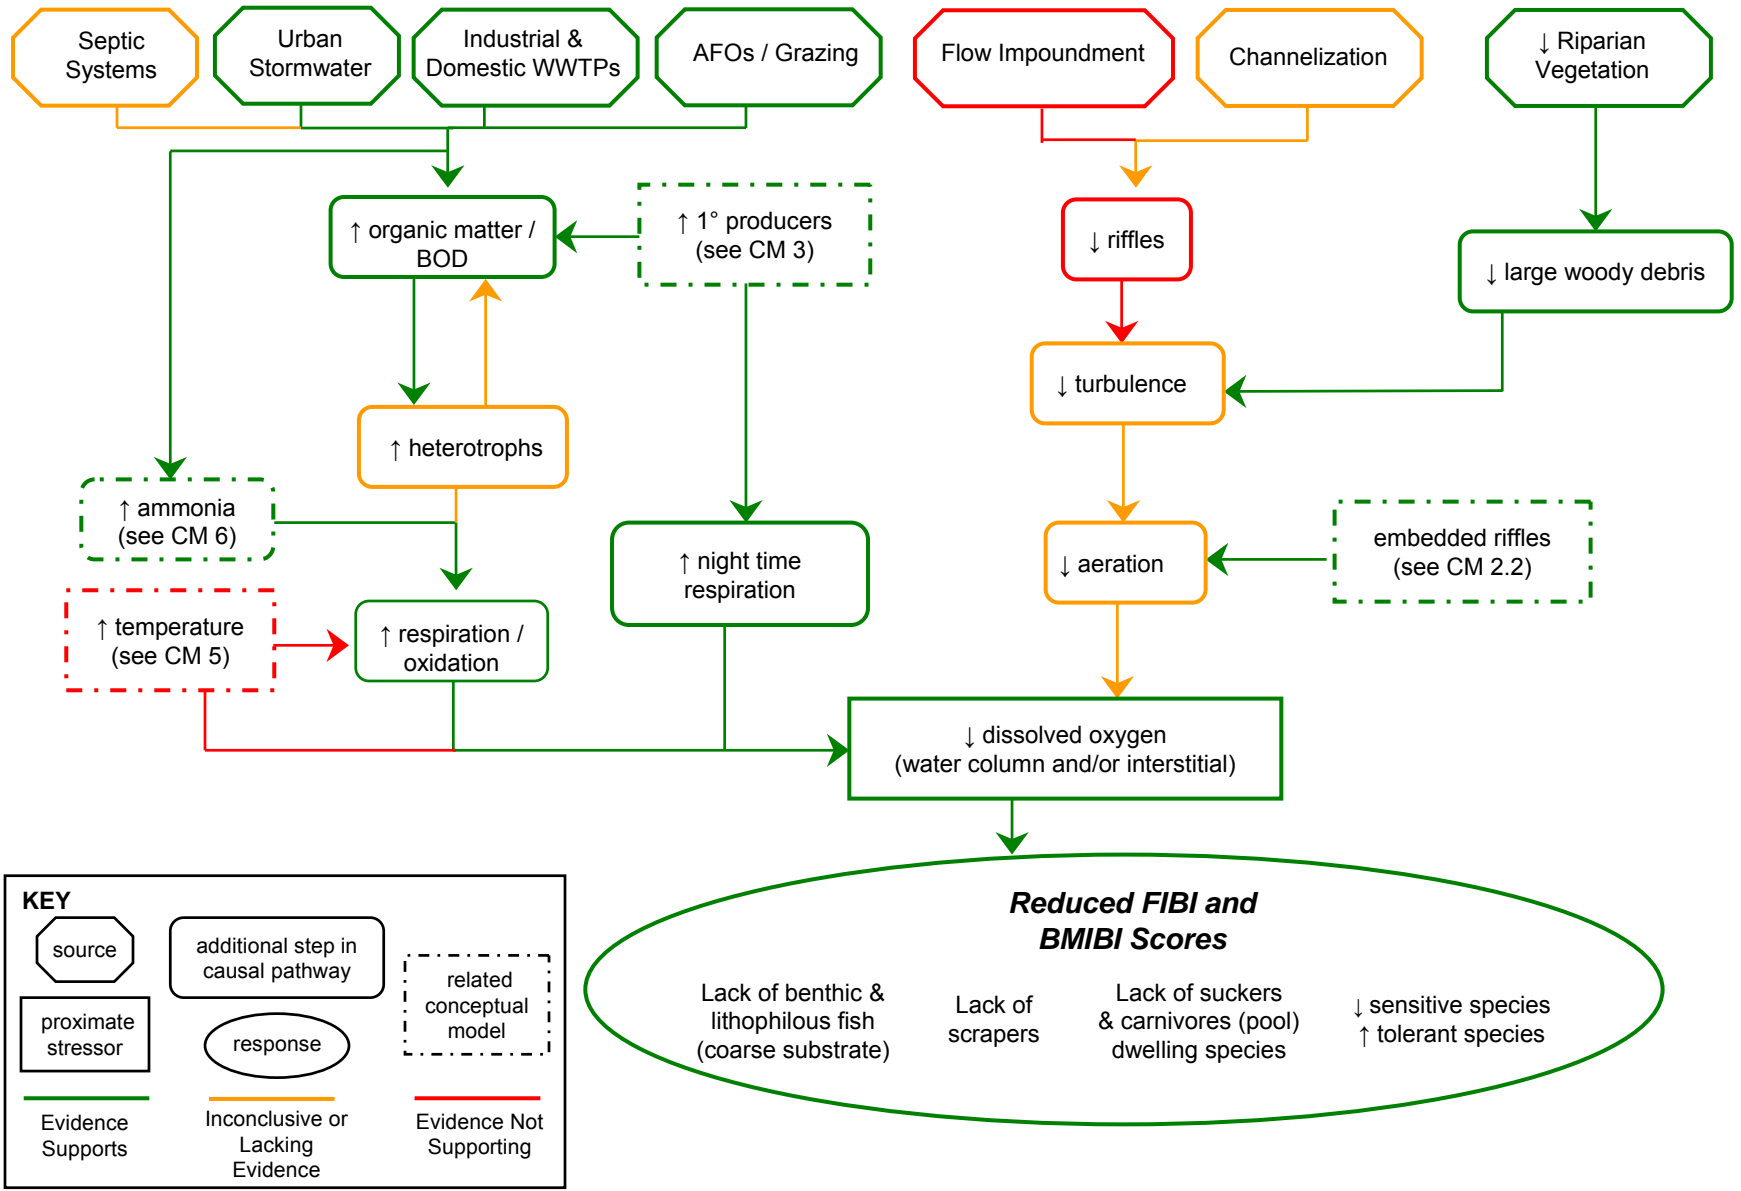 Septic
Systems
Urban
Stormwater
Industrial &
Domestic WWTPs
AFOs / Grazing
Flow Impoundment
Channelization
↓ Riparian
Vegetation
↑ organic matter /
BOD
↑ 1° producers
(see CM 3)
↓ riffles
↓ large woody debris
↓ turbulence
↑ heterotrophs
↑ ammonia
(see CM 6)
↑ night time
respiration
↓ aeration
embedded riffles
(see CM 2.2)
↑ temperature
(see CM 5)
↑ respiration /
oxidation
↓ dissolved oxygen
(water column and/or interstitial)
Reduced FIBI and
BMIBI Scores
Lack of benthic &
lithophilous fish
(coarse substrate)
Lack of
scrapers
Lack of suckers
& carnivores (pool)
dwelling species
↓ sensitive species
↑ tolerant species
KEY
source
additional step in
causal pathway
related
conceptual
model
proximate
stressor
response
Evidence
Supports
Inconclusive or
Lacking
Evidence
Evidence Not
Supporting